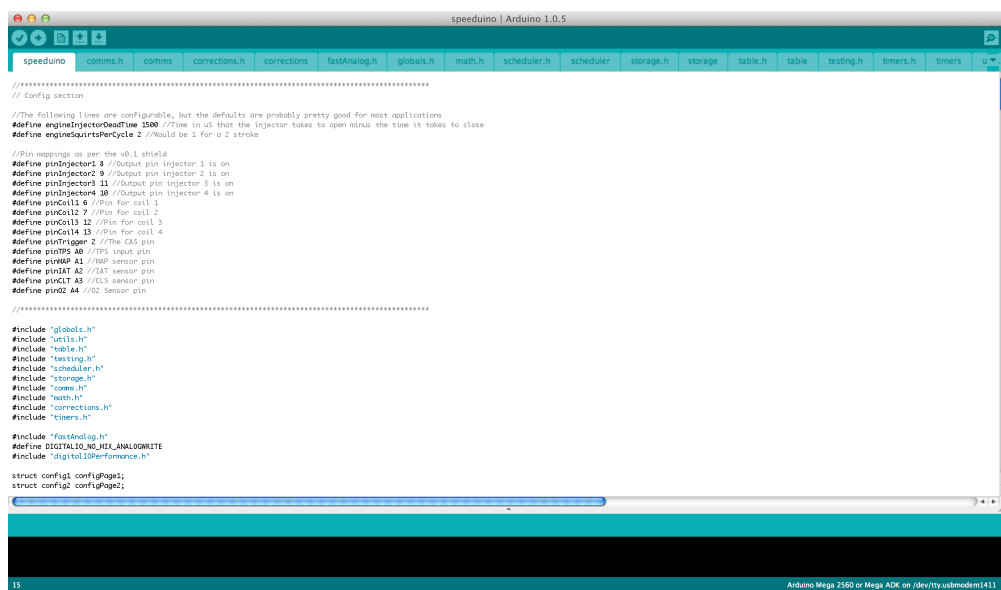 speeduino | Arduino 1.0.5
speeduino comms.h comms corrections.h corrections fastAnalog.h globals.h math.h scheduler.h scheduler storage.h storage table.h table testing.h timers.h timers u
//**************************************************************************************************
// Config section
//The following lines are configurable, but the defaults are probably pretty good for most applications
#define engineInjectorDeadTime 1500 //Time in uS that the injector takes to open minus the time it takes to close
#define engineSquirtsPerCycle 2 //Would be 1 for a 2 stroke
//Pin mappings as per the v0.1 shield
#define pinInjector1 8 //Output pin injector 1 is on
#define pinInjector2 9 //Output pin injector 2 is on
#define pinInjector3 11 //Output pin injector 3 is on
#define pinInjector4 10 //Output pin injector 4 is on
#define pinCoil1 6 //Pin for coil 1
#define pinCoil2 7 //Pin for coil 2
#define pinCoil3 12 //Pin for coil 3
#define pinCoil4 13 //Pin for coil 4
#define pinTrigger 2 //The CAS pin
#define pinTPS A0 //TPS input pin
#define pinMAP A1 //MAP sensor pin
#define pinIAT A2 //IAT sensor pin
#define pinCLT A3 //CLS sensor pin
#define pinO2 A4 //O2 Sensor pin
//**************************************************************************************************
#include "globals.h"
#include "utils.h"
#include "table.h"
#include "testing.h"
#include "scheduler.h"
#include "storage.h"
#include "comms.h"
#include "math.h"
#include "corrections.h"
#include "timers.h"
#include "fastAnalog.h"
#define DIGITALIO_NO_MIX_ANALOGWRITE
#include "digitalIOPerformance.h"
struct config1 configPage1;
struct config2 configPage2;
15 Arduino Mega 2560 or Mega ADK on /dev/tty.usbmodem1411